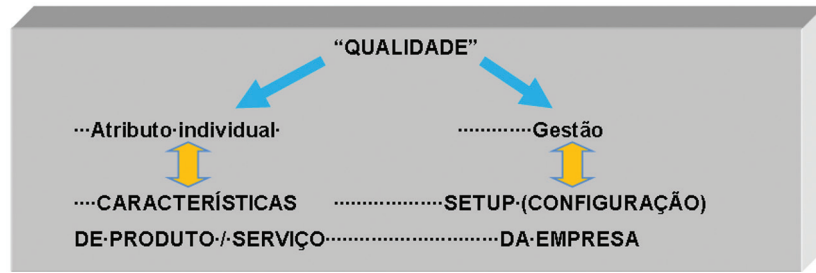 “QUALIDADE”
···Atributo·individual· ·············Gestão
····CARACTERÍSTICAS ··················SETUP·(CONFIGURAÇÃO)
DE·PRODUTO·/·SERVIÇO·····························DA·EMPRESA